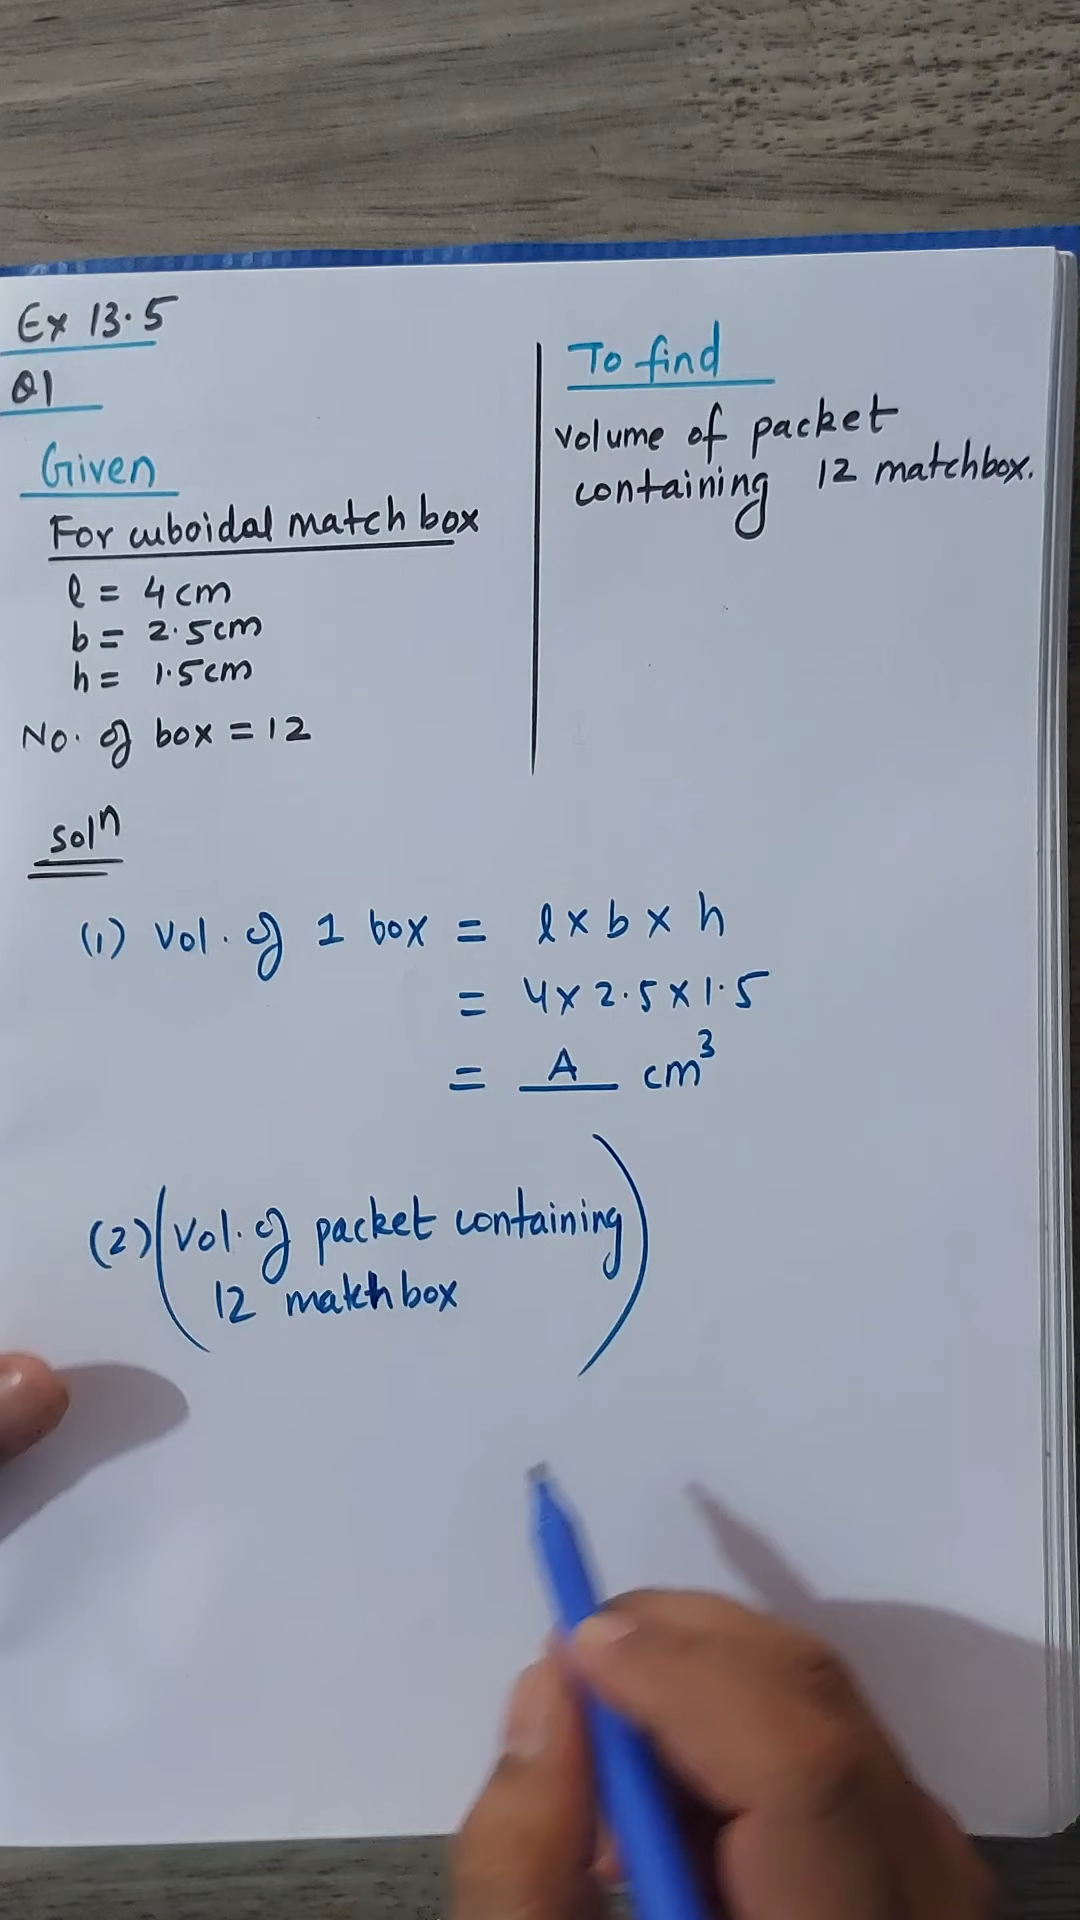 Ex 13.5
Q1
Given
For cuboidal match box
l = 4cm
b = 2.5cm
h = 1.5cm
No. of box = 12
To find
volume of packet
containing 12 matchbox.
Solⁿ
(1) Vol. of 1 box = l × b × h
= 4 × 2.5 × 1.5
= A cm³
(2) (Vol. of packet containing
12 match box)